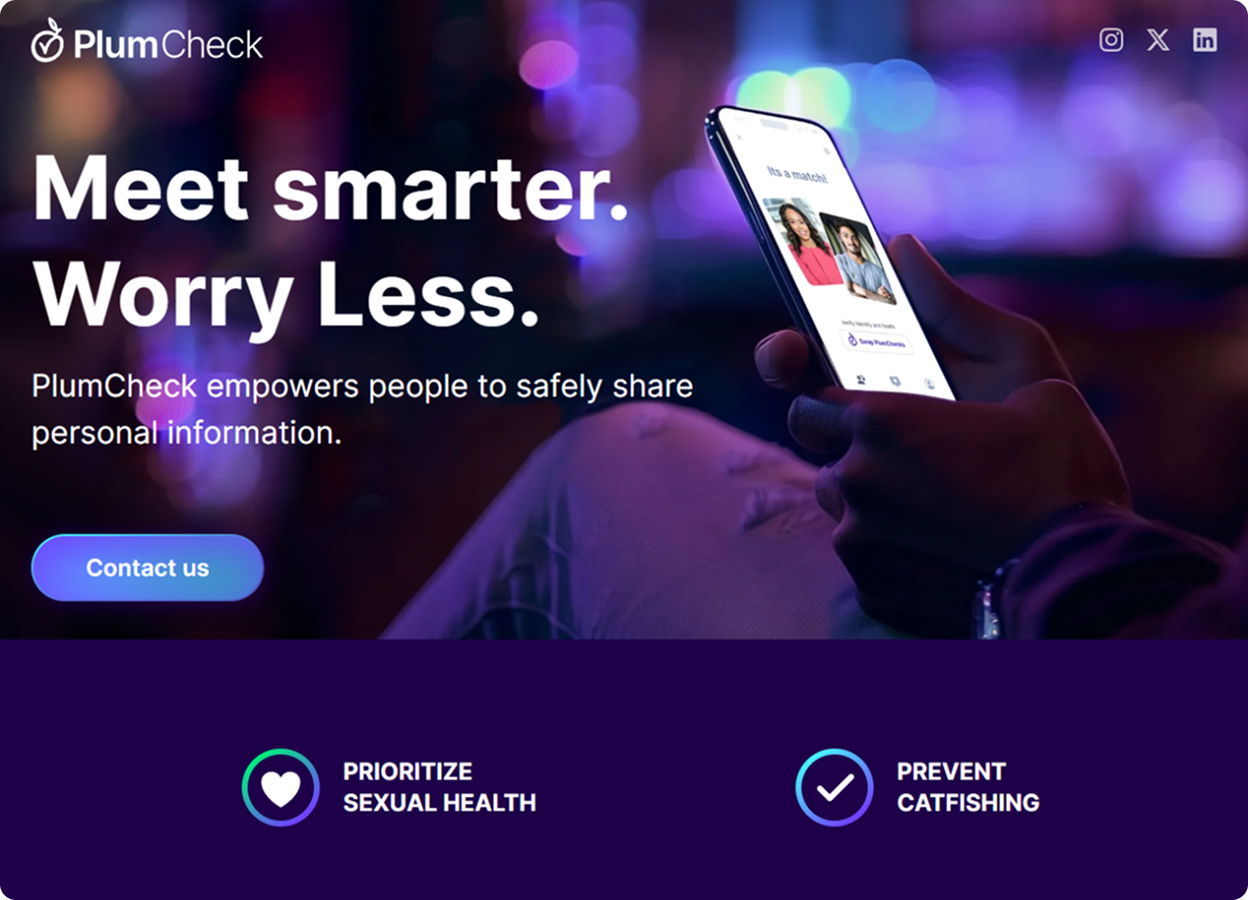 PlumCheck
Meet smarter.
Worry Less.
PlumCheck empowers people to safely share
personal information.
Its a match!
Verify identity and health
Swap PlumChecks
Contact us
PRIORITIZE
SEXUAL HEALTH
PREVENT
CATFISHING